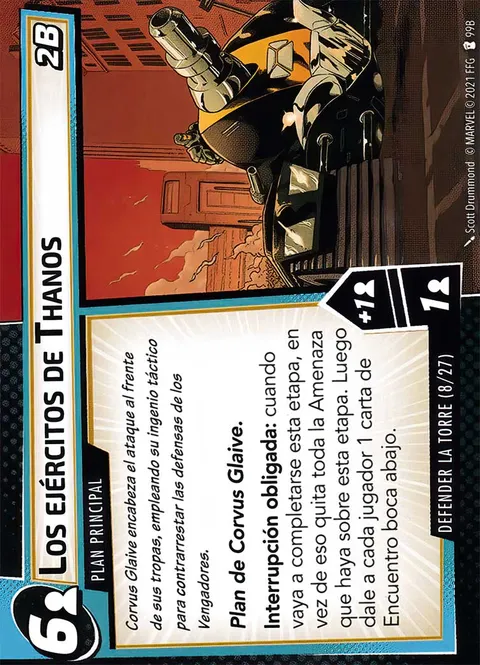 6
LOS EJÉRCITOS DE THANOS
2B
PLAN PRINCIPAL
Corvus Glaive encabeza el ataque al frente
de sus tropas, empleando su ingenio táctico
para contrarrestar las defensas de los
Vengadores.
Plan de Corvus Glaive.
Interrupción obligada: cuando
vaya a completarse esta etapa, en
vez de eso quita toda la Amenaza
que haya sobre esta etapa. Luego
dale a cada jugador 1 carta de
Encuentro boca abajo.
+1
1
DEFENDER LA TORRE (8/27)
Scott Drummond © MARVEL © 2021 FFG 99B